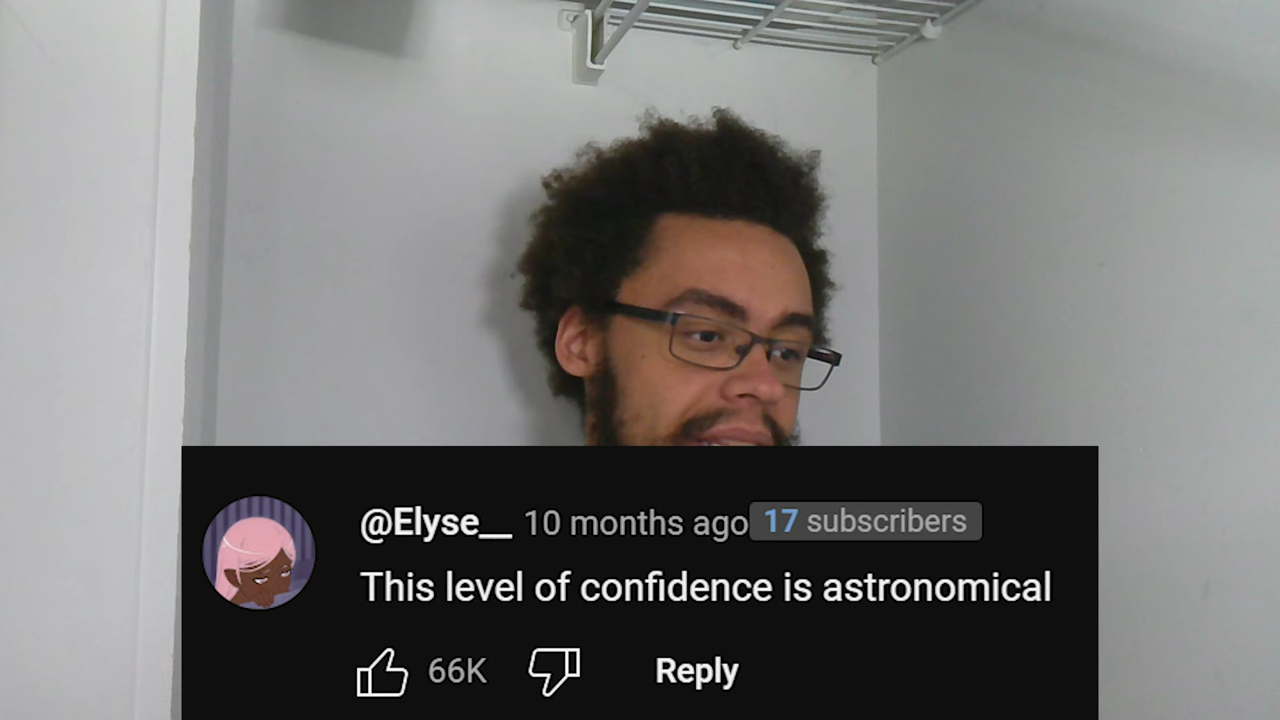 @Elyse__ 10 months ago 17 subscribers
This level of confidence is astronomical
66K Reply